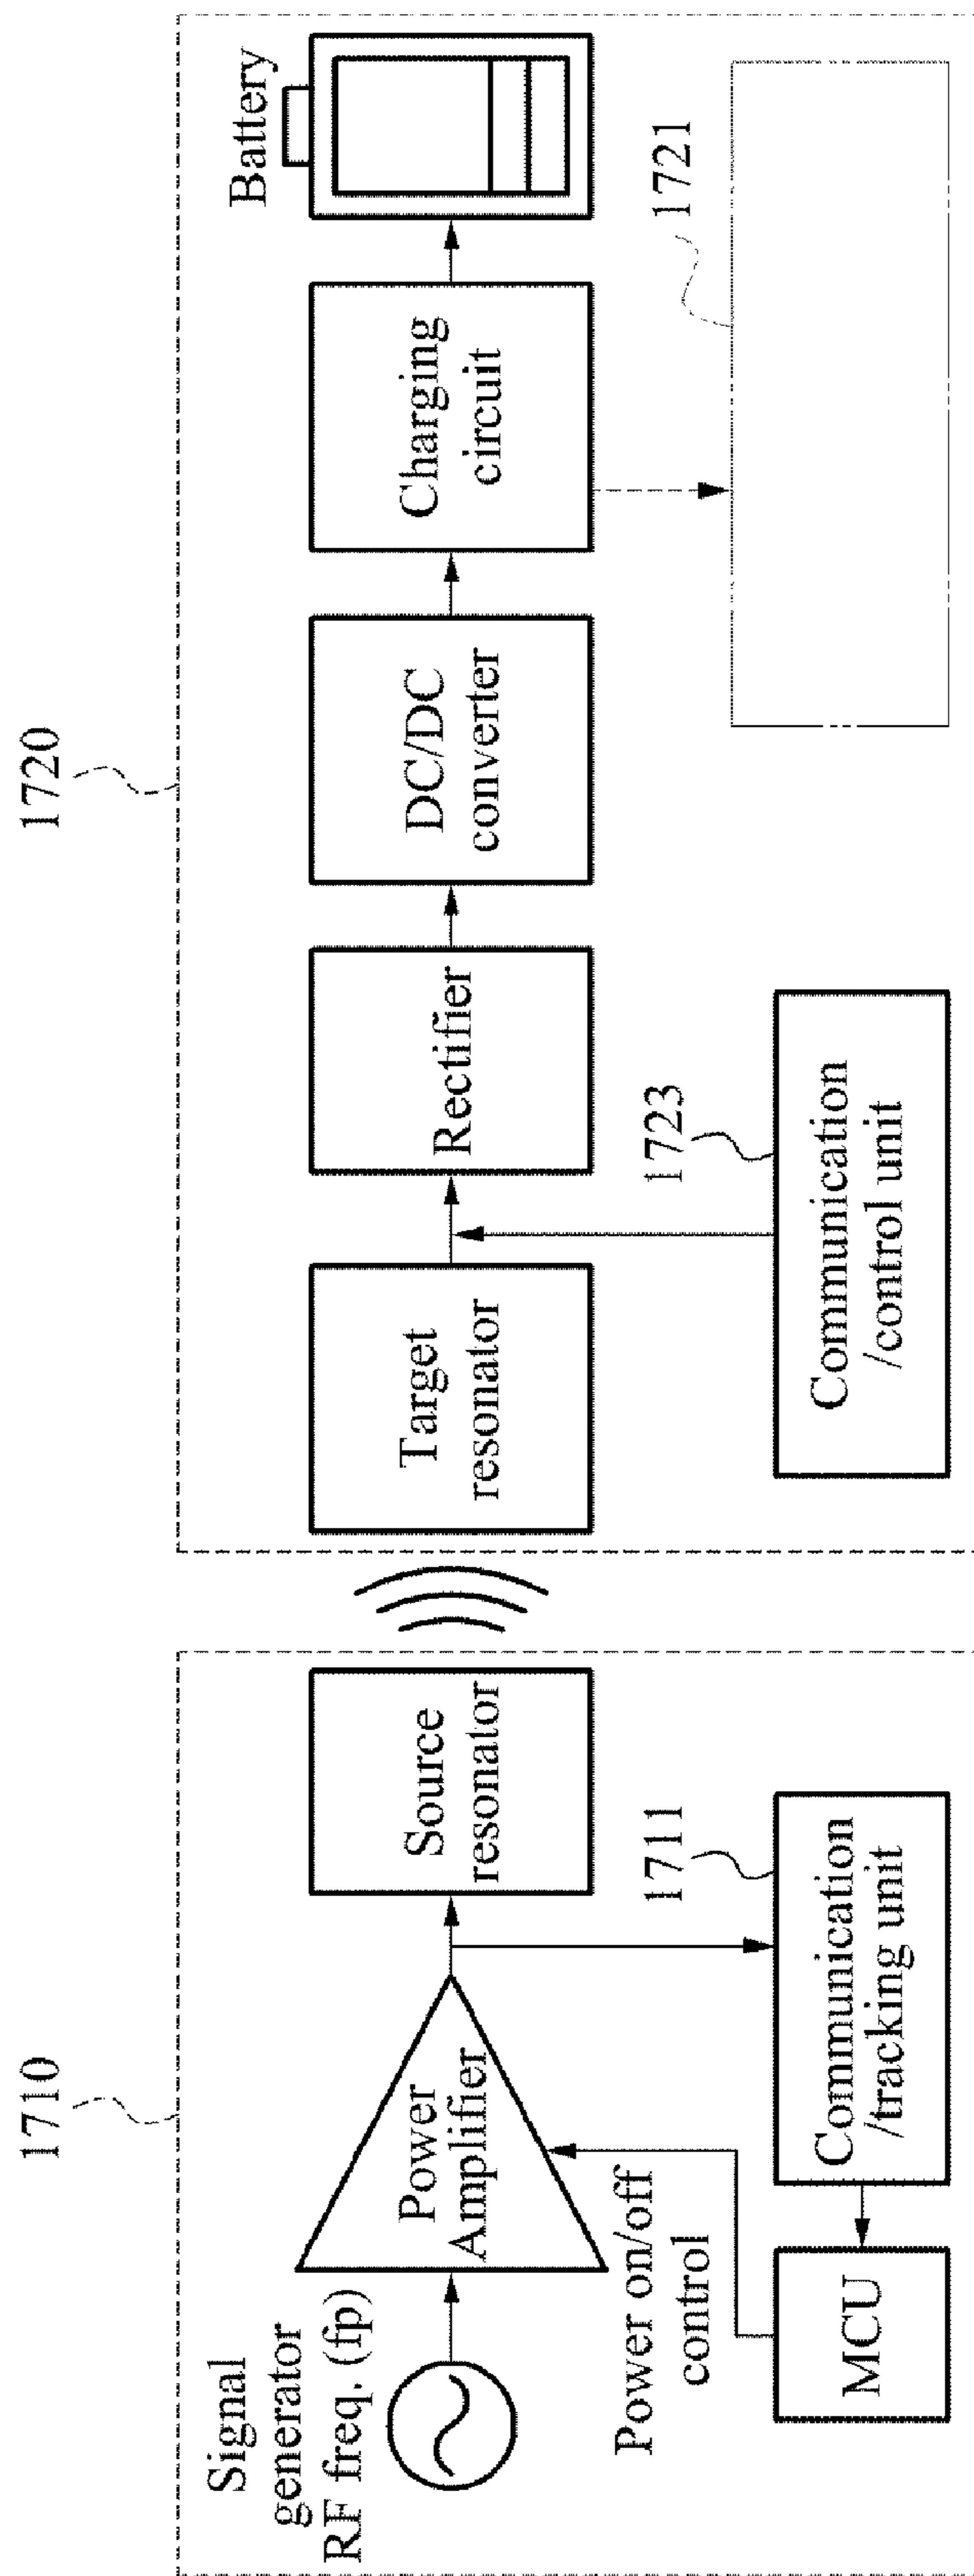 1710
1720
Signal
generator
RF freq. (fp)
Power
Amplifier
Source
resonator
Target
resonator
Rectifier
DC/DC
converter
Charging
circuit
Battery
Power on/off
control
1711
1723
1721
MCU
Communication
/tracking unit
Communication
/control unit